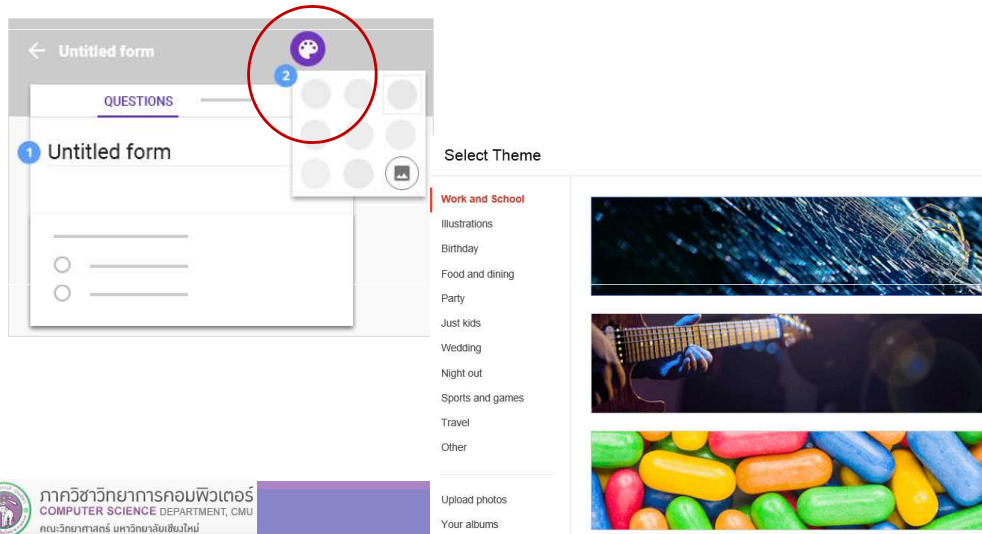 Untitled form
2
QUESTIONS
1 Untitled form
Select Theme
Work and School
Illustrations
Birthday
Food and dining
Party
Just kids
Wedding
Night out
Sports and games
Travel
Other
Upload photos
Your albums
ภาควิชาวิทยาการคอมพิวเตอร์
COMPUTER SCIENCE DEPARTMENT, CMU
คณะวิทยาศาสตร์ มหาวิทยาลัยเชียงใหม่